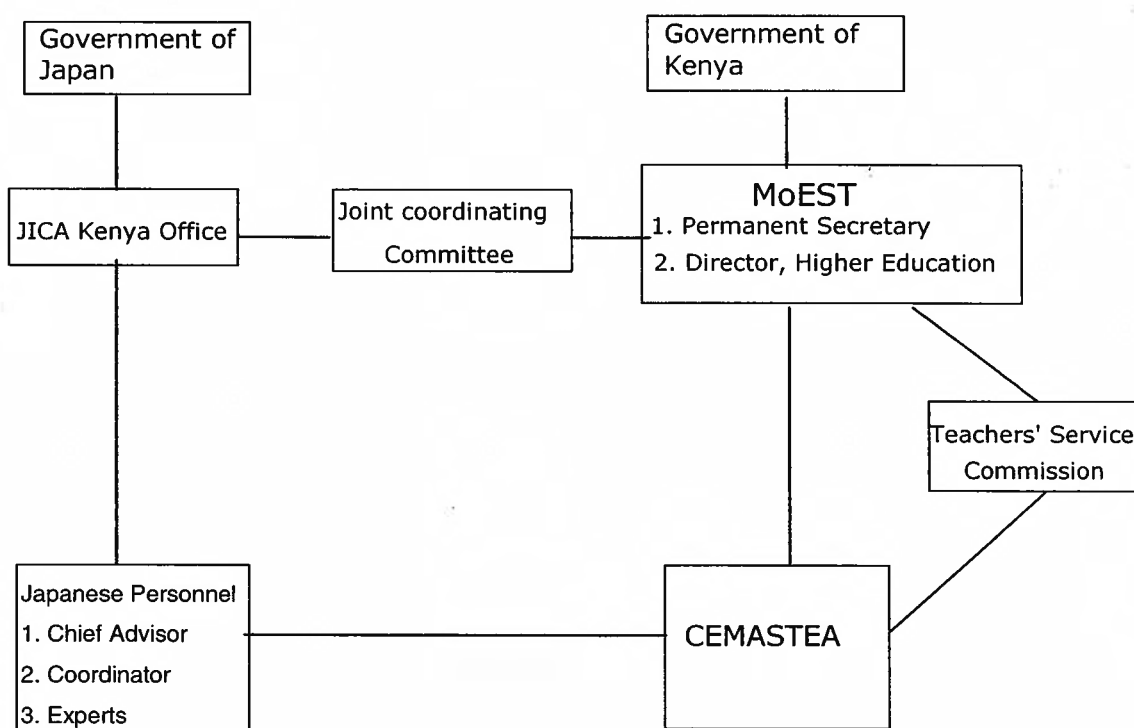 Government of
Japan
Government of
Kenya
JICA Kenya Office
Joint coordinating
Committee
MoEST
1. Permanent Secretary
2. Director, Higher Education
Teachers' Service
Commission
Japanese Personnel
1. Chief Advisor
2. Coordinator
3. Experts
CEMASTEA